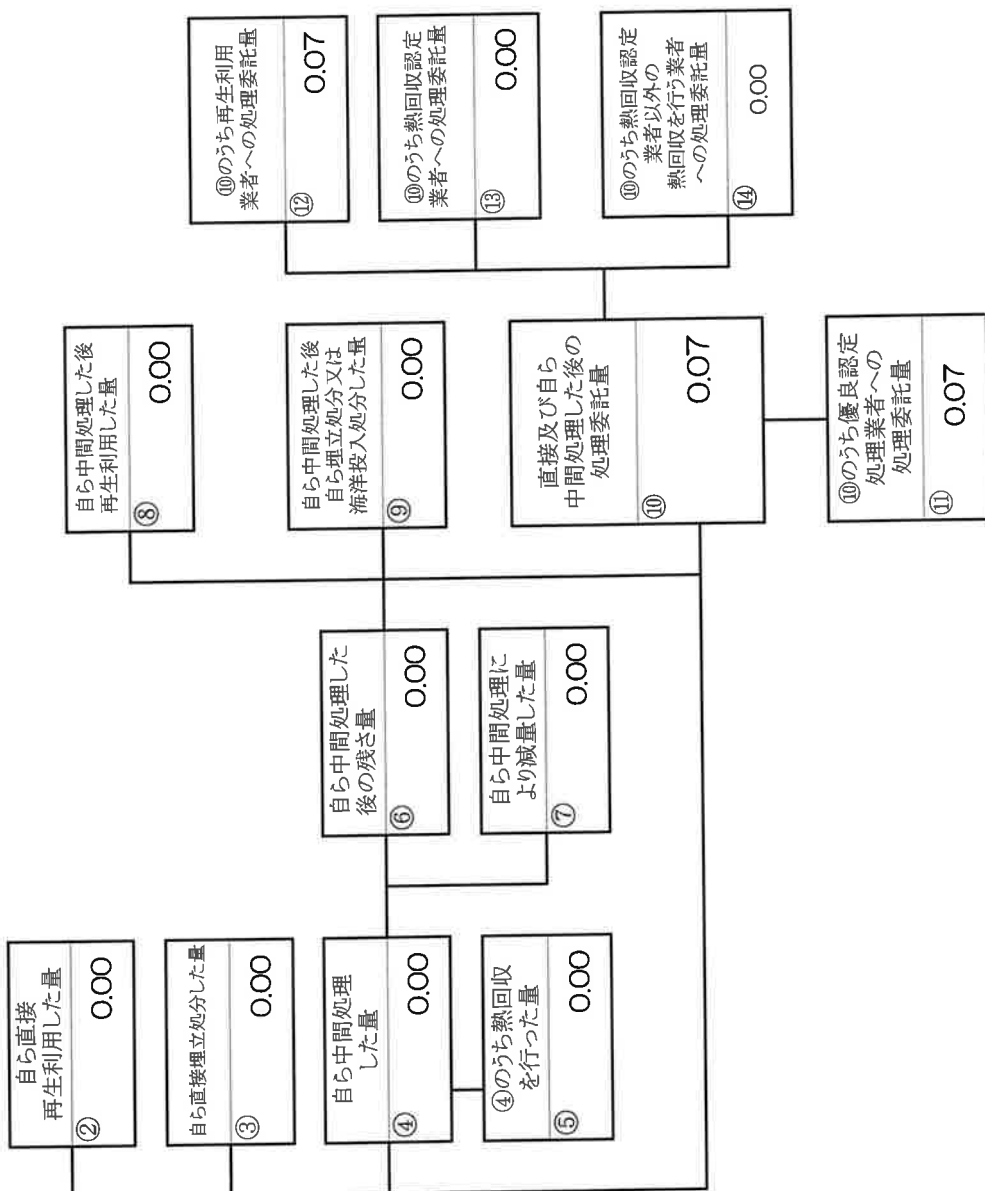 自ら直接
再生利用した量
②
0.00
自ら直接埋立処分した量
③
0.00
自ら中間処理
した量
④
0.00
④のうち熱回収
を行った量
⑤
0.00
自ら中間処理した
後の残さ量
⑥
0.00
自ら中間処理に
より減量した量
⑦
0.00
自ら中間処理した後
再生利用した量
⑧
0.00
自ら中間処理した後
自ら埋立処分又は
海洋投入処分した量
⑨
0.00
直接及び自ら
中間処理した後の
処理委託量
⑩
0.07
⑩のうち優良認定
処理業者への
処理委託量
⑪
0.07
⑩のうち再生利用
業者への処理委託量
⑫
0.07
⑩のうち熱回収認定
業者への処理委託量
⑬
0.00
⑩のうち熱回収認定
業者以外の
熱回収を行う業者
への処理委託量
⑭
0.00